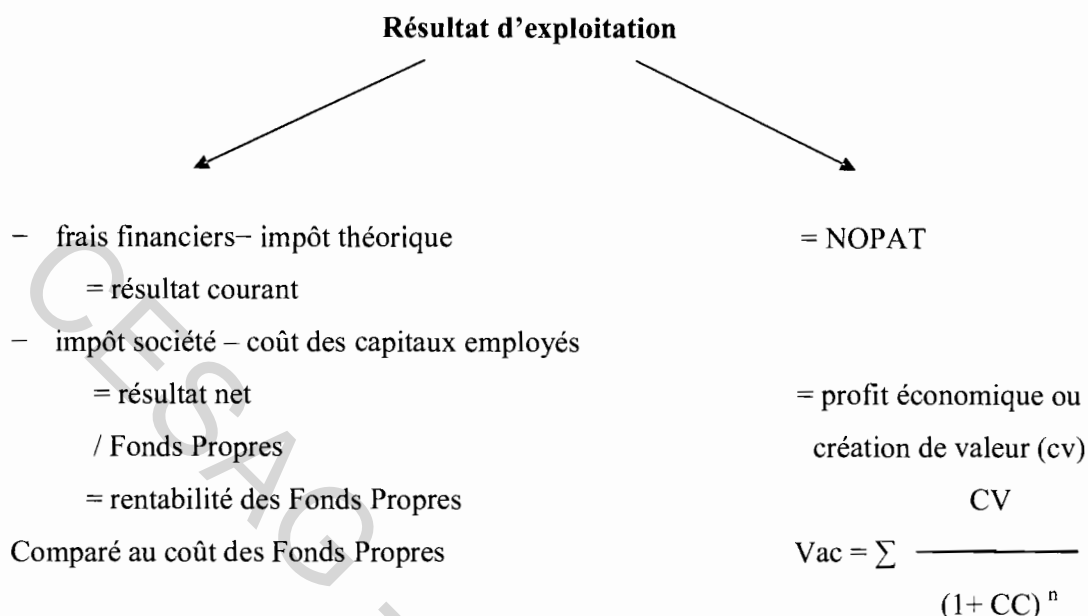 Résultat d'exploitation
– frais financiers– impôt théorique = NOPAT
= résultat courant
– impôt société – coût des capitaux employés
= résultat net = profit économique ou
/ Fonds Propres création de valeur (cv)
= rentabilité des Fonds Propres CV
Comparé au coût des Fonds Propres Vac = ∑ ————
(1+ CC) ⁿ
CESAG